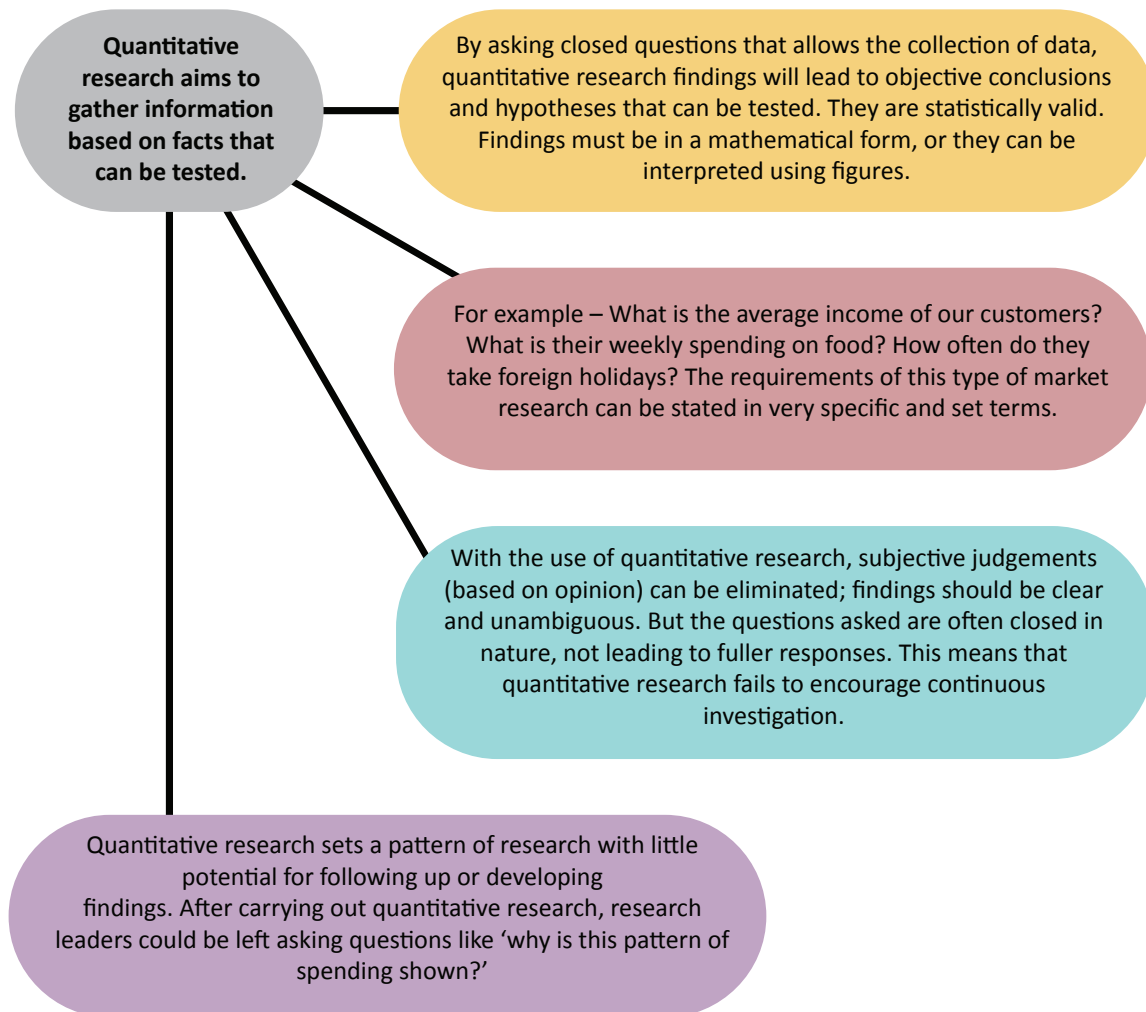 Quantitative
research aims to
gather information
based on facts that
can be tested.
By asking closed questions that allows the collection of data,
quantitative research findings will lead to objective conclusions
and hypotheses that can be tested. They are statistically valid.
Findings must be in a mathematical form, or they can be
interpreted using figures.
For example – What is the average income of our customers?
What is their weekly spending on food? How often do they
take foreign holidays? The requirements of this type of market
research can be stated in very specific and set terms.
With the use of quantitative research, subjective judgements
(based on opinion) can be eliminated; findings should be clear
and unambiguous. But the questions asked are often closed in
nature, not leading to fuller responses. This means that
quantitative research fails to encourage continuous
investigation.
Quantitative research sets a pattern of research with little
potential for following up or developing
findings. After carrying out quantitative research, research
leaders could be left asking questions like ‘why is this pattern of
spending shown?’